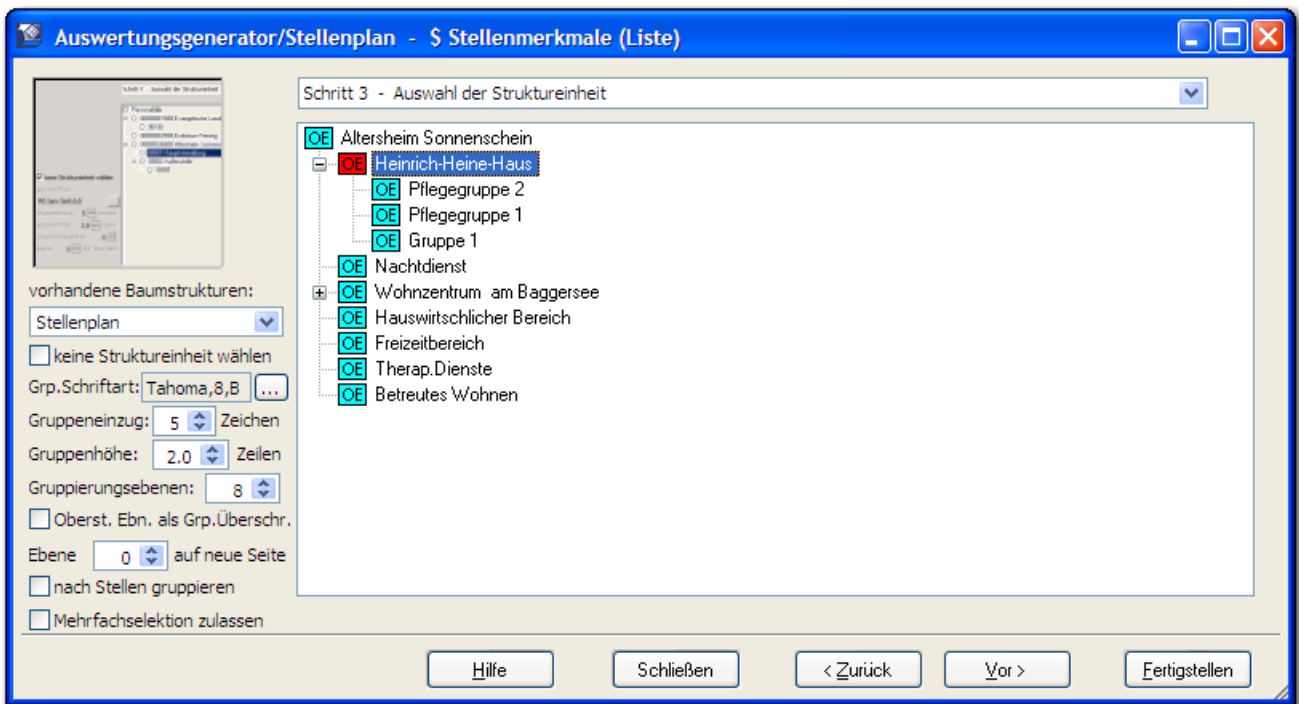 Auswertungsgenerator/Stellenplan - $ Stellenmerkmale (Liste)
Schritt 3 - Auswahl der Struktureinheit
OE Altersheim Sonnenschein
OE Heinrich-Heine-Haus
OE Pflegegruppe 2
OE Pflegegruppe 1
OE Gruppe 1
OE Nachtdienst
OE Wohnzentrum am Baggersee
OE Hauswirtschlicher Bereich
OE Freizeitbereich
OE Therap.Dienste
OE Betreutes Wohnen
vorhandene Baumstrukturen:
Stellenplan
keine Struktureinheit wählen
Grp.Schriftart: Tahoma,8,B ...
Gruppeneinzug: 5 Zeichen
Gruppenhöhe: 2.0 Zeilen
Gruppierungsebenen: 8
Oberst. Ebn. als Grp.Überschr.
Ebene 0 auf neue Seite
nach Stellen gruppieren
Mehrfachselektion zulassen
Hilfe
Schließen
< Zurück
Vor >
Fertigstellen